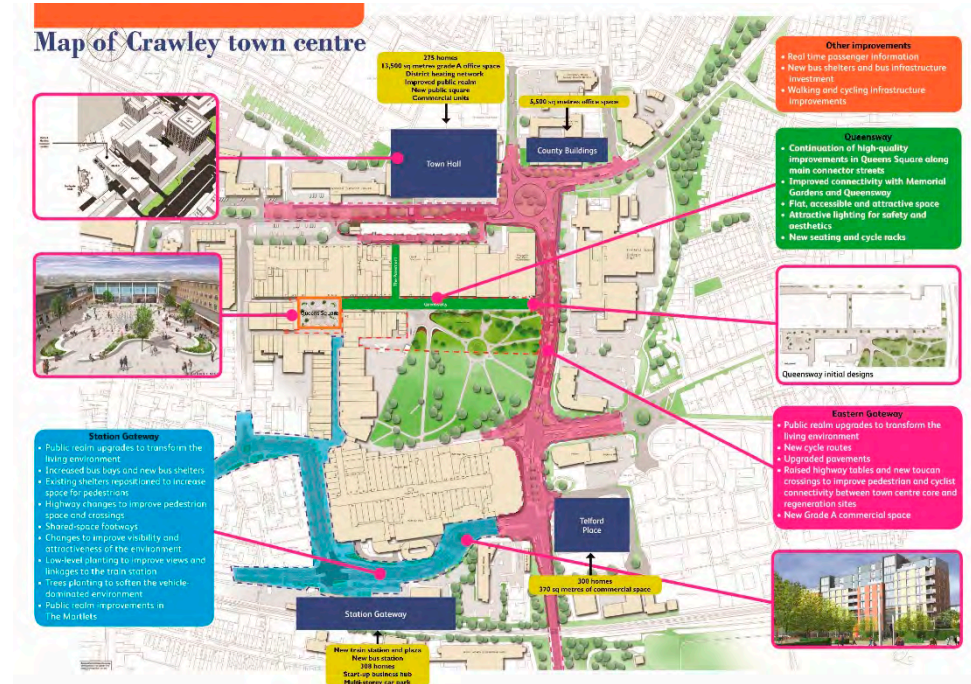 Map of Crawley town centre
275 homes
13,500 sq metres grade A office space
District heating network
Improved public realm
New public square
Commercial units
5,500 sq metres office space
Other improvements
• Real time passenger information
• New bus shelters and bus infrastructure
investment
• Walking and cycling infrastructure
improvements
Town Hall
County Buildings
Queensway
• Continuation of high-quality
improvements in Queens Square along
main connector streets
• Improved connectivity with Memorial
Gardens and Queensway
• Flat, accessible and attractive space
• Attractive lighting for safety and
aesthetics
• New seating and cycle racks
Queens Square
Queensway
Queensway initial designs
Station Gateway
• Public realm upgrades to transform the
living environment
• Increased bus bays and new bus shelters
• Existing shelters repositioned to increase
space for pedestrians
• Highway changes to improve pedestrian
space and crossings
• Shared-space footways
• Changes to improve visibility and
attractiveness of the environment
• Low-level planting to improve views and
linkages to the train station
• Trees planting to soften the vehicle-
dominated environment
• Public realm improvements in
The Martlets
Eastern Gateway
• Public realm upgrades to transform the
living environment
• New cycle routes
• Upgraded pavements
• Raised highway tables and new toucan
crossings to improve pedestrian and cyclist
connectivity between town centre core and
regeneration sites
• New Grade A commercial space
Telford
Place
308 homes
370 sq metres of commercial space
Station Gateway
New train station and plaza
New bus station
308 homes
Start-up business hub
Multi-storey car park